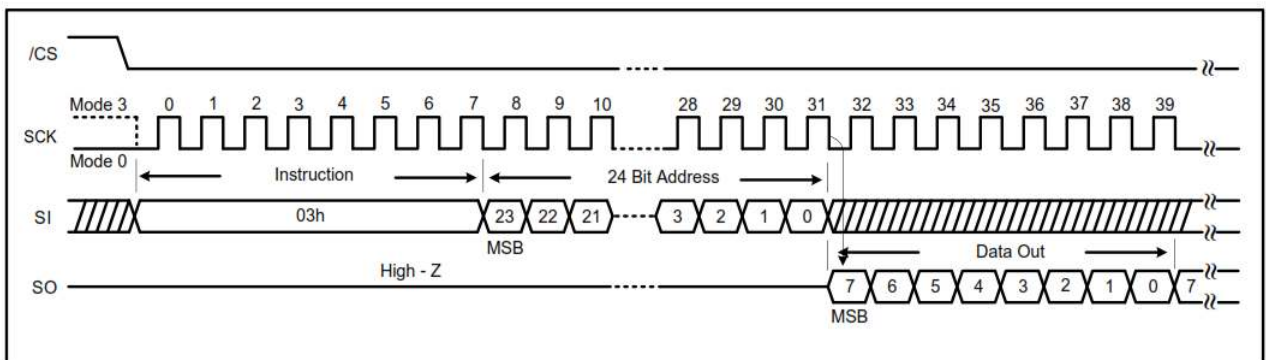 /CS
Mode 3 0 1 2 3 4 5 6 7 8 9 10 28 29 30 31 32 33 34 35 36 37 38 39
SCK
Mode 0
Instruction 24 Bit Address
SI 03h 23 22 21 3 2 1 0
MSB Data Out
High - Z
SO 7 6 5 4 3 2 1 0 7
MSB